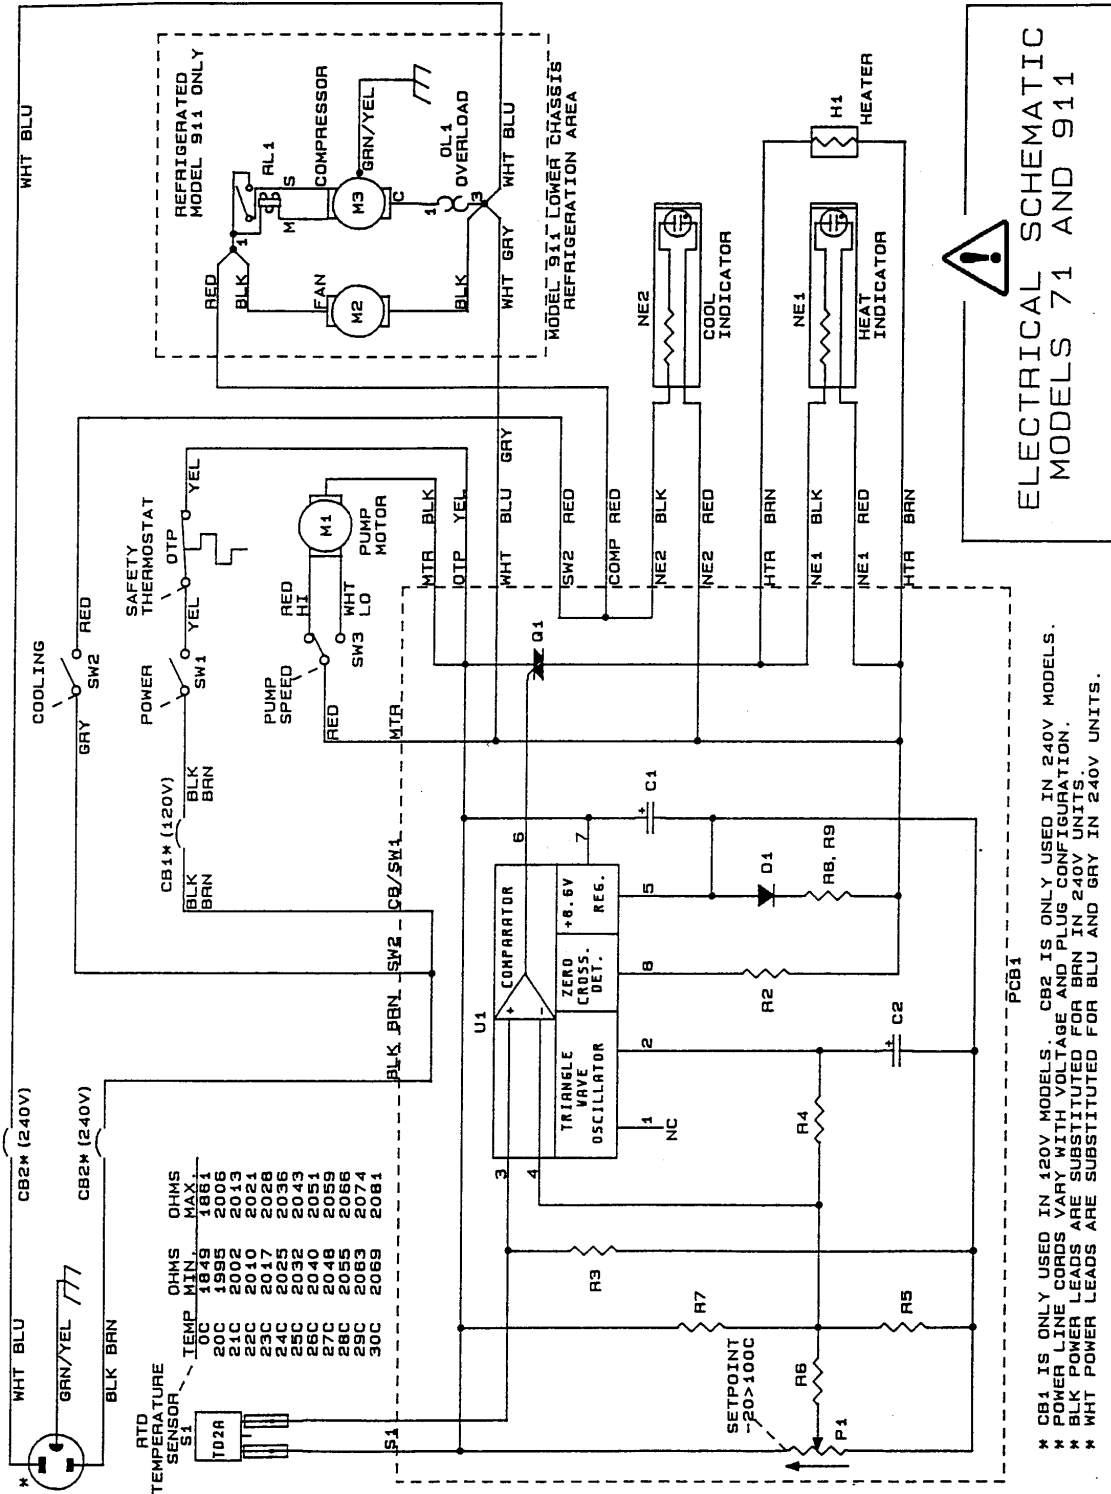 WHT BLU
REFRIGERATED
MODEL 911 ONLY
RL1
1
S
M
COMPRESSOR
M3
GRN/YEL
C
1
OL1
OVERLOAD
3
WHT BLU
RED
BLK
FAN
M2
BLK
WHT GRY
MODEL 911 LOWER CHASSIS
REFRIGERATION AREA
H1
HEATER
NE2
COOL
INDICATOR
NE1
HEAT
INDICATOR
ELECTRICAL SCHEMATIC
MODELS 71 AND 911
COOLING
SW2
RED
GRY
SAFETY
THERMOSTAT
OTP
YEL
YEL
POWER
SW1
CB1* (120V)
BLK
BRN
BLK
BRN
M1
PUMP
MOTOR
RED
HI
WHT
LO
SW3
PUMP
SPEED
RED
MTR
MTR BLK
OTP YEL
WHT BLU GRY
SW2 RED
COMP RED
NE2 BLK
NE2 RED
HTR BRN
NE1 BLK
NE1 RED
HTR BRN
CB/SW1
SW2
BLK BRN
Q1
C1
6
7
5
8
2
1
NC
3
4
U1
COMPARATOR
+
-
+8.6V
REG.
ZERO
CROSS.
DET.
TRIANGLE
WAVE
OSCILLATOR
D1
R8, R9
R2
C2
R4
R3
R7
R5
R6
P1
SETPOINT
-20>100C
PCB1
*
WHT BLU
CB2* (240V)
GRN/YEL
BLK BRN
CB2* (240V)
RTD
TEMPERATURE
SENSOR
S1
TD2A
S1
TEMP OHMS MIN. OHMS MAX.
0C 1849 1861
20C 1995 2006
21C 2002 2013
22C 2010 2021
23C 2017 2028
24C 2025 2036
25C 2032 2043
26C 2040 2051
27C 2048 2059
28C 2055 2066
29C 2063 2074
30C 2069 2081
* CB1 IS ONLY USED IN 120V MODELS. CB2 IS ONLY USED IN 240V MODELS.
* POWER LINE CORDS VARY WITH VOLTAGE AND PLUG CONFIGURATION.
* BLK POWER LEADS ARE SUBSTITUTED FOR BRN IN 240V UNITS.
* WHT POWER LEADS ARE SUBSTITUTED FOR BLU AND GRY IN 240V UNITS.